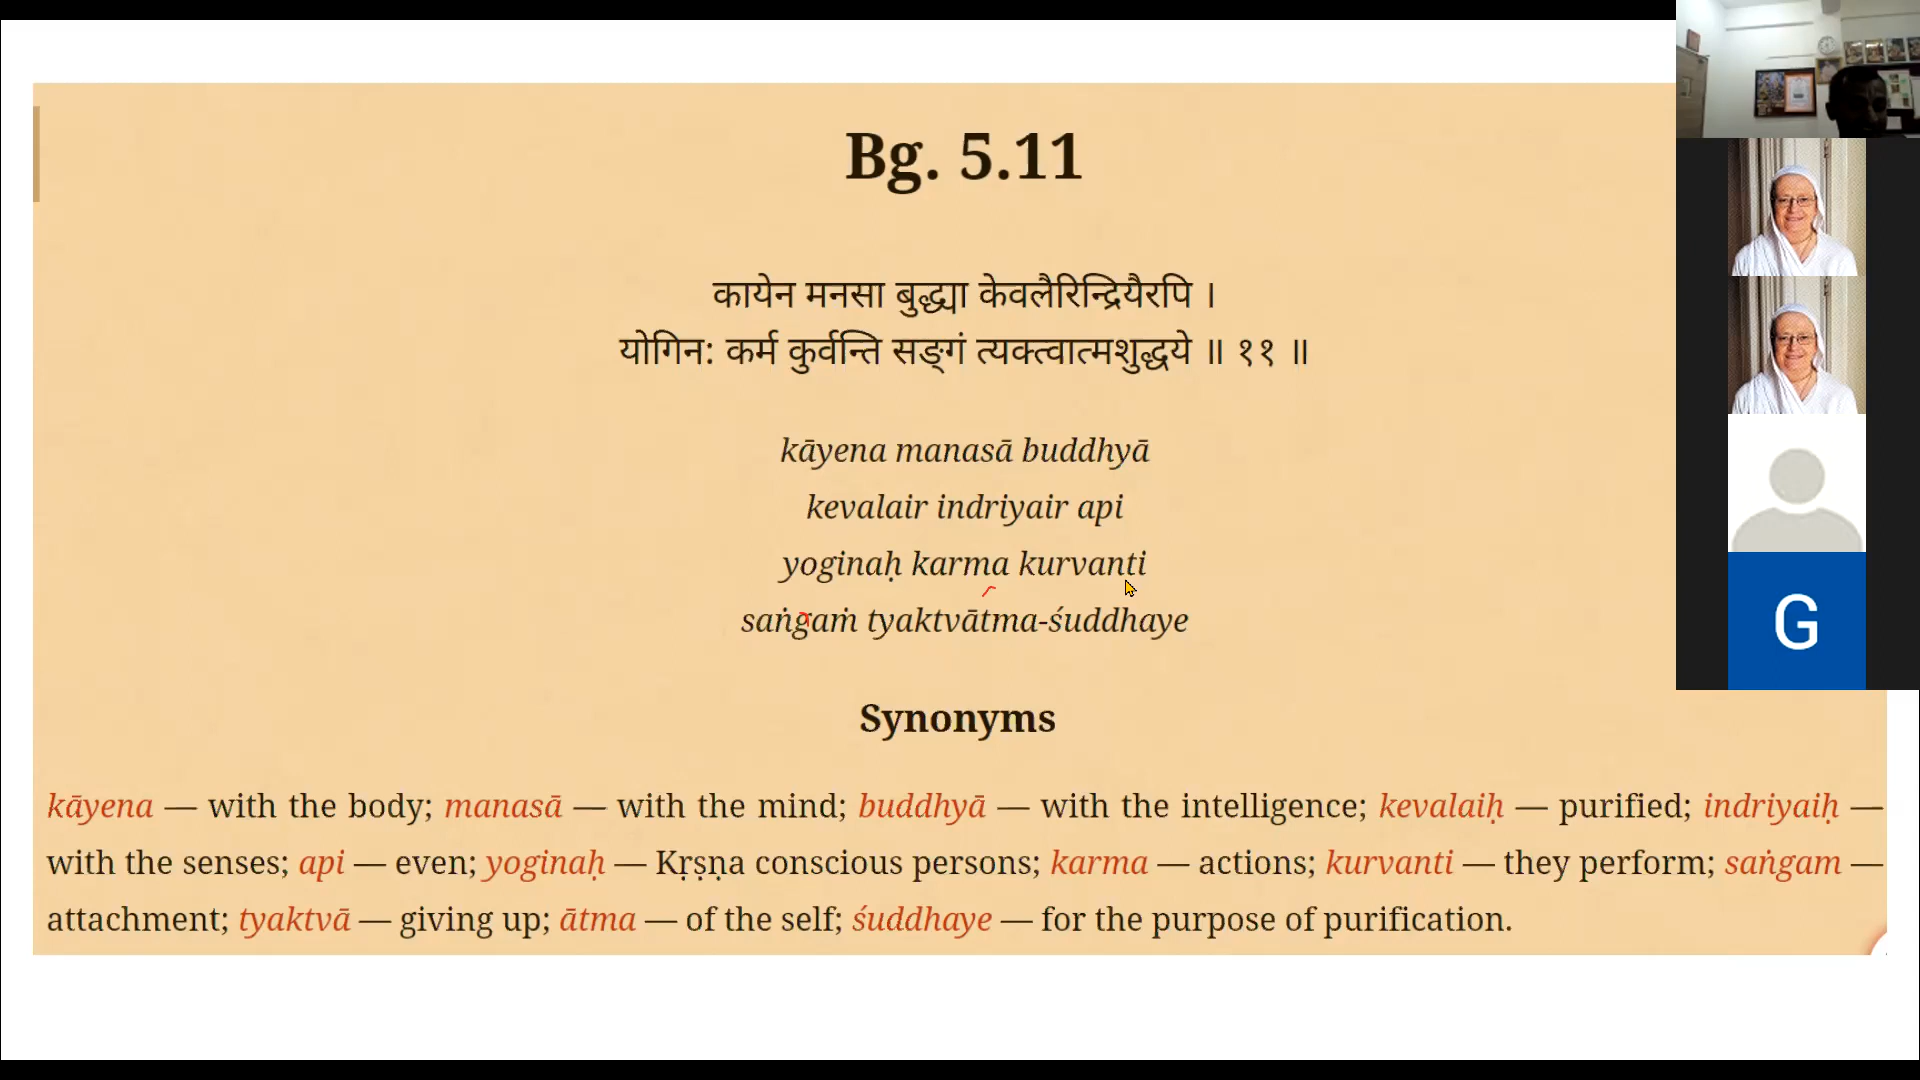 Bg. 5.11
कायेन मनसा बुद्ध्या केवलैरिन्द्रियैरपि ।
योगिन: कर्म कुर्वन्ति सङ्गं त्यक्त्वात्मश‍ुद्धये ॥ ११ ॥
kāyena manasā buddhyā
kevalair indriyair api
yoginaḥ karma kurvanti
saṅgaṁ tyaktvātma-śuddhaye
Synonyms
kāyena — with the body; manasā — with the mind; buddhyā — with the intelligence; kevalaiḥ — purified; indriyaiḥ —
with the senses; api — even; yoginaḥ — Kṛṣṇa conscious persons; karma — actions; kurvanti — they perform; saṅgam —
attachment; tyaktvā — giving up; ātma — of the self; śuddhaye — for the purpose of purification.
G